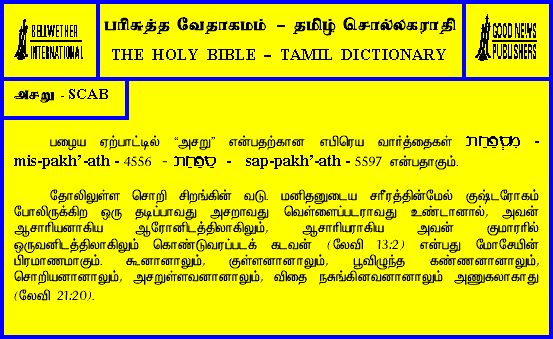 BELLWETHER
INTERNATIONAL
பரிசுத்த வேதாகமம் – தமிழ் சொல்லகராதி
THE HOLY BIBLE – TAMIL DICTIONARY
GOOD NEWS
PUBLISHERS
அசறு - SCAB
பழைய ஏற்பாட்டில் “அசறு” என்பதற்கான எபிரெய வார்த்தைகள் -
mis-pakh’-ath - 4556 - - sap-pakh’-ath - 5597 என்பதாகும்.
தோலிலுள்ள சொறி சிறங்கின் வடு. மனிதனுடைய சரீரத்தின்மேல் குஷ்டரோகம்
போலிருக்கிற ஒரு தடிப்பாவது அசறாவது வெள்ளைப்படராவது உண்டானால், அவன்
ஆசாரியனாகிய ஆரோனிடத்திலாகிலும், ஆசாரியராகிய அவன் குமாரரில்
ஒருவனிடத்திலாகிலும் கொண்டுவரப்படக் கடவன் (லேவி 13:2) என்பது மோசேயின்
பிரமாணமாகும். கூனானாலும், குள்ளனானாலும், பூவிழுந்த கண்ணனானாலும்,
சொறியனானாலும், அசறுள்ளவனானாலும், விதை நசுங்கினவனானாலும் அணுகலாகாது
(லேவி 21:20).